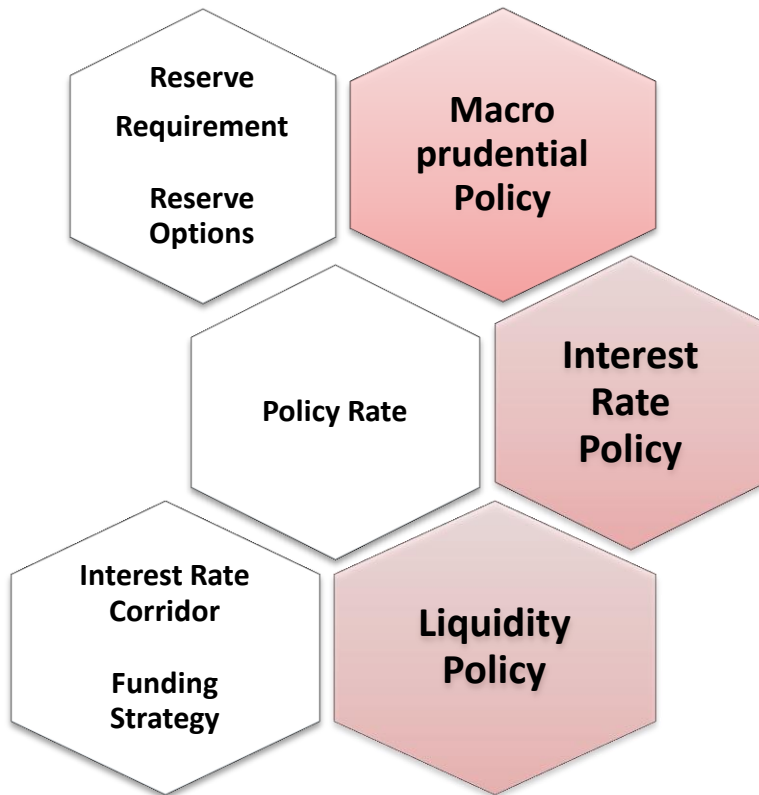 Reserve
Requirement
Reserve
Options
Macro
prudential
Policy
Policy Rate
Interest
Rate
Policy
Interest Rate
Corridor
Funding
Strategy
Liquidity
Policy